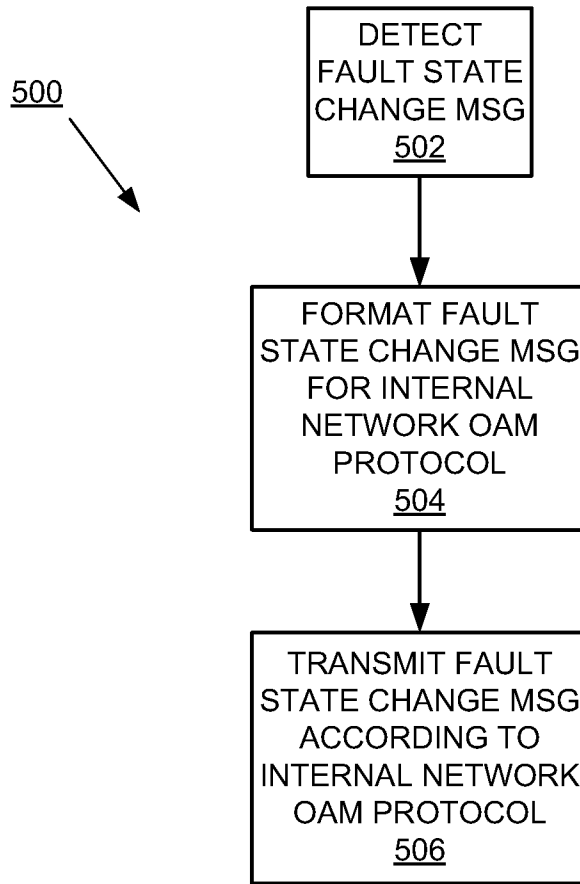 500
DETECT
FAULT STATE
CHANGE MSG
502
FORMAT FAULT
STATE CHANGE MSG
FOR INTERNAL
NETWORK OAM
PROTOCOL
504
TRANSMIT FAULT
STATE CHANGE MSG
ACCORDING TO
INTERNAL NETWORK
OAM PROTOCOL
506